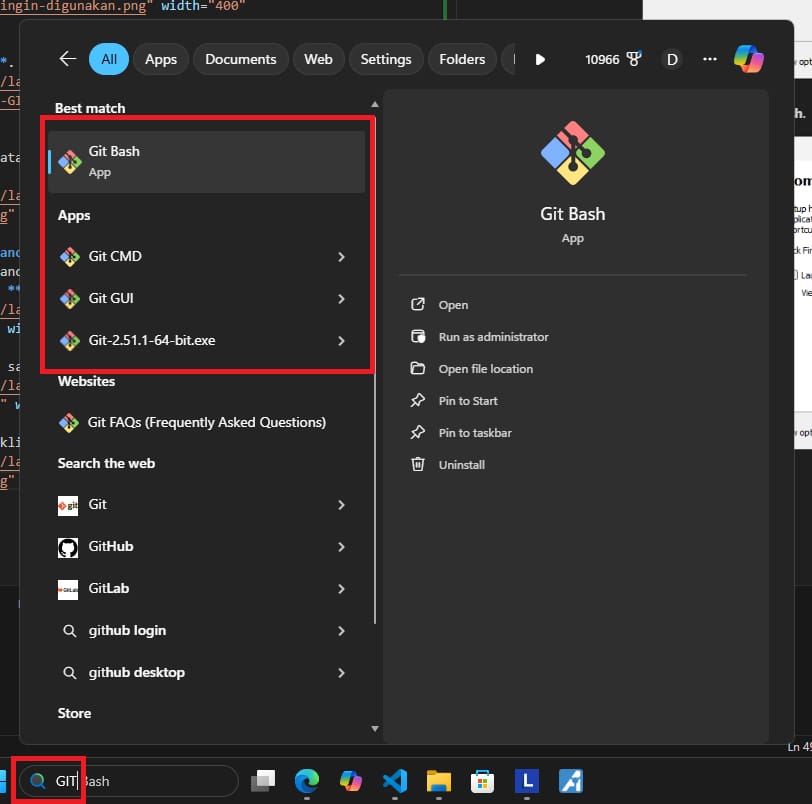 ingin-digunakan.png" width="400"
All
Apps
Documents
Web
Settings
Folders
10966
D
Best match
Git Bash
App
Apps
Git CMD
Git GUI
Git-2.51.1-64-bit.exe
Websites
Git FAQs (Frequently Asked Questions)
Search the web
Git
GitHub
GitLab
github login
github desktop
Store
Git Bash
App
Open
Run as administrator
Open file location
Pin to Start
Pin to taskbar
Uninstall
GIT Bash
L